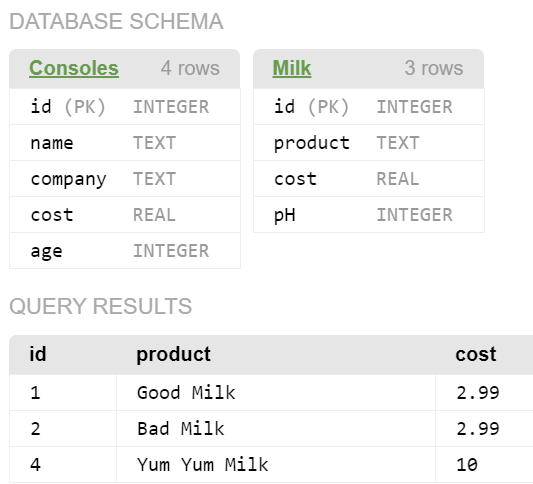 DATABASE SCHEMA
Consoles 4 rows
id (PK) INTEGER
name TEXT
company TEXT
cost REAL
age INTEGER
Milk 3 rows
id (PK) INTEGER
product TEXT
cost REAL
pH INTEGER
QUERY RESULTS
id product cost
1 Good Milk 2.99
2 Bad Milk 2.99
4 Yum Yum Milk 10